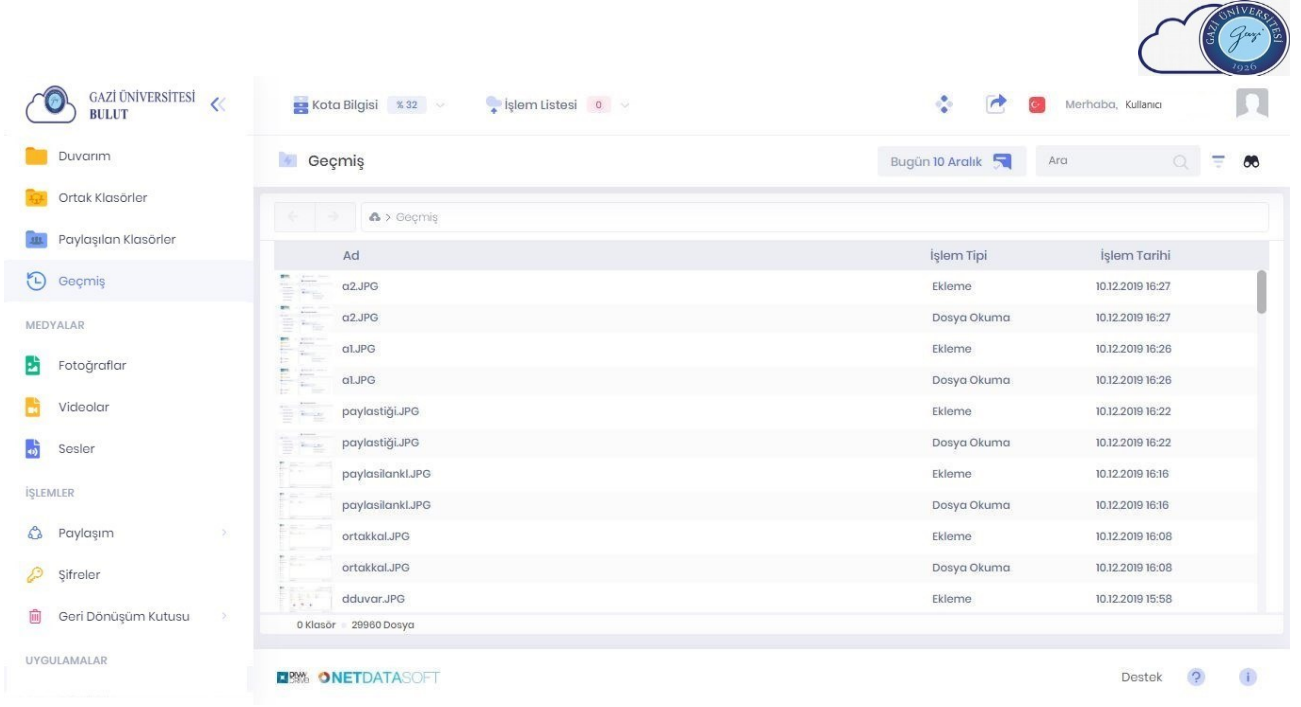 GAZİ ÜNİVERSİTESİ
Gazi
1926
GAZİ ÜNİVERSİTESİ
BULUT
Kota Bilgisi % 32
İşlem Listesi 0
Merhaba, Kullanıcı
Duvarım
Ortak Klasörler
Paylaşılan Klasörler
Geçmiş
MEDYALAR
Fotoğraflar
Videolar
Sesler
İŞLEMLER
Paylaşım
Şifreler
Geri Dönüşüm Kutusu
UYGULAMALAR
Geçmiş
Bugün 10 Aralık
Ara
> Geçmiş
Ad İşlem Tipi İşlem Tarihi
a2.JPG Ekleme 10.12.2019 16:27
a2.JPG Dosya Okuma 10.12.2019 16:27
a1.JPG Ekleme 10.12.2019 16:26
a1.JPG Dosya Okuma 10.12.2019 16:26
paylastiği.JPG Ekleme 10.12.2019 16:22
paylastiği.JPG Dosya Okuma 10.12.2019 16:22
paylasilankl.JPG Ekleme 10.12.2019 16:16
paylasilankl.JPG Dosya Okuma 10.12.2019 16:16
ortakkal.JPG Ekleme 10.12.2019 16:08
ortakkal.JPG Dosya Okuma 10.12.2019 16:08
dduvar.JPG Ekleme 10.12.2019 15:58
0 Klasör 29960 Dosya
NETDATASOFT
Destek ? i